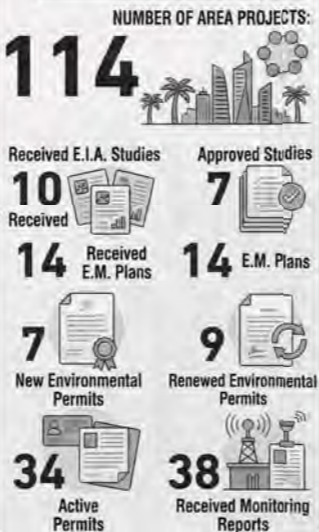 NUMBER OF AREA PROJECTS:
114
Received E.I.A. Studies
10
Received
Approved Studies
7
14 Received
E.M. Plans
14 E.M. Plans
7
New Environmental
Permits
9
Renewed Environmental
Permits
34
Active
Permits
38
Received Monitoring
Reports